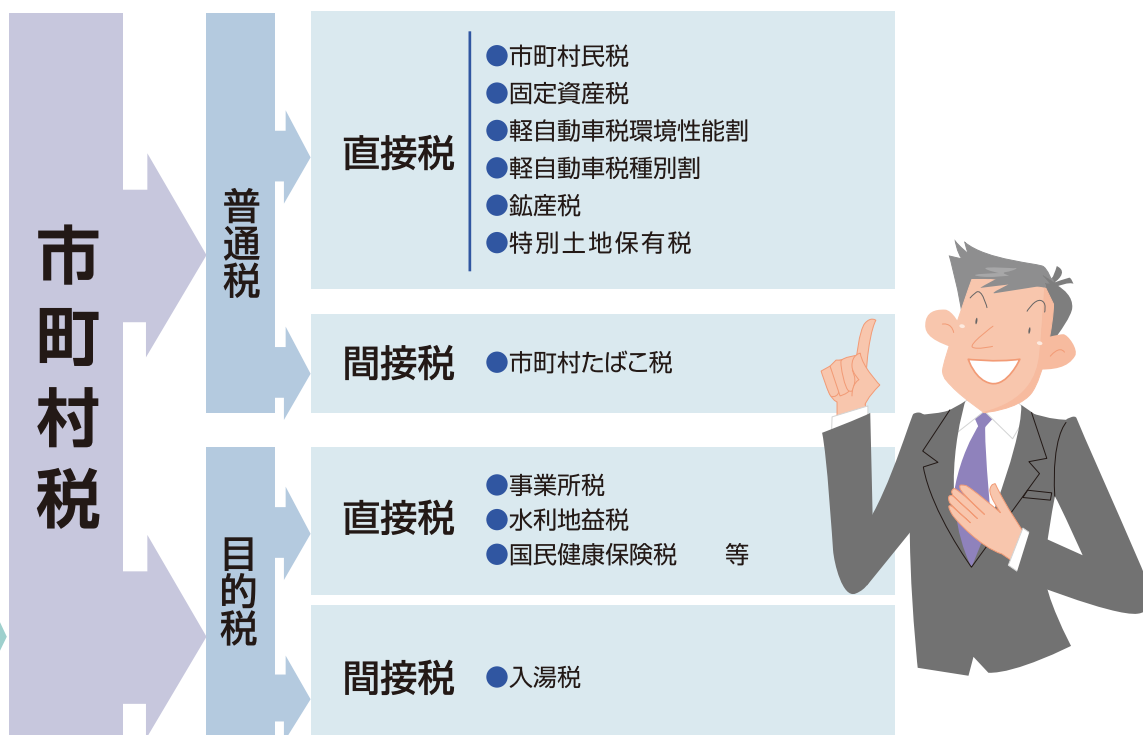 市町村税
普通税
直接税
●市町村民税
●固定資産税
●軽自動車税環境性能割
●軽自動車税種別割
●鉱産税
●特別土地保有税
間接税
●市町村たばこ税
目的税
直接税
●事業所税
●水利地益税
●国民健康保険税　等
間接税
●入湯税